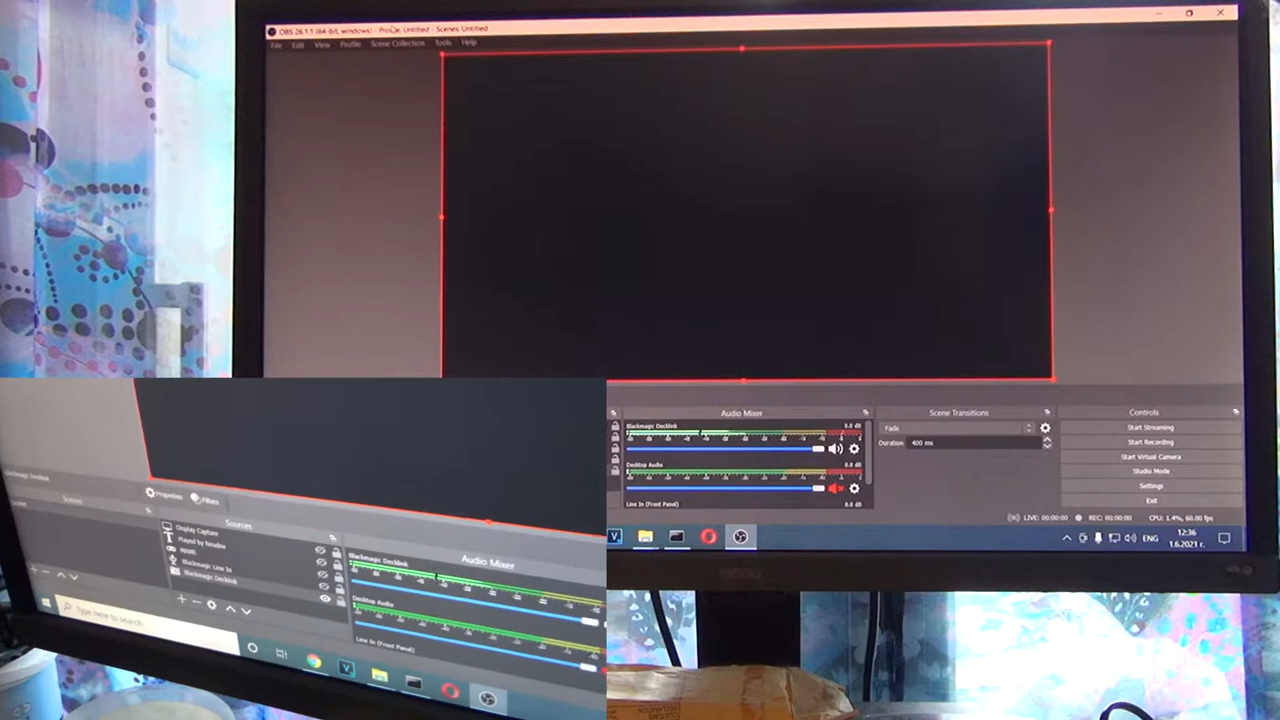 OBS 26.1.1 (64-bit, windows) - Profile: Untitled - Scenes: Untitled
File Edit View Profile Scene Collection Tools Help
Audio Mixer
Scene Transitions
Controls
Blackmagic Decklink
0.0 dB
Desktop Audio
0.0 dB
Line In (Front Panel)
Fade
Duration 400 ms
Start Streaming
Start Recording
Start Virtual Camera
Studio Mode
Settings
Exit
LIVE: 00:00:00 REC: 00:00:00 CPU: 1.4%, 60.00 fps
ENG
12:36
1.6.2021 г.
Blackmagic Decklink
Properties Filters
Scenes
Sources
Audio Mixer
Display Capture
Played by Neudev
MAME
Blackmagic Line In
Blackmagic Decklink
Blackmagic Decklink
Desktop Audio
Line In (Front Panel)
Type here to search